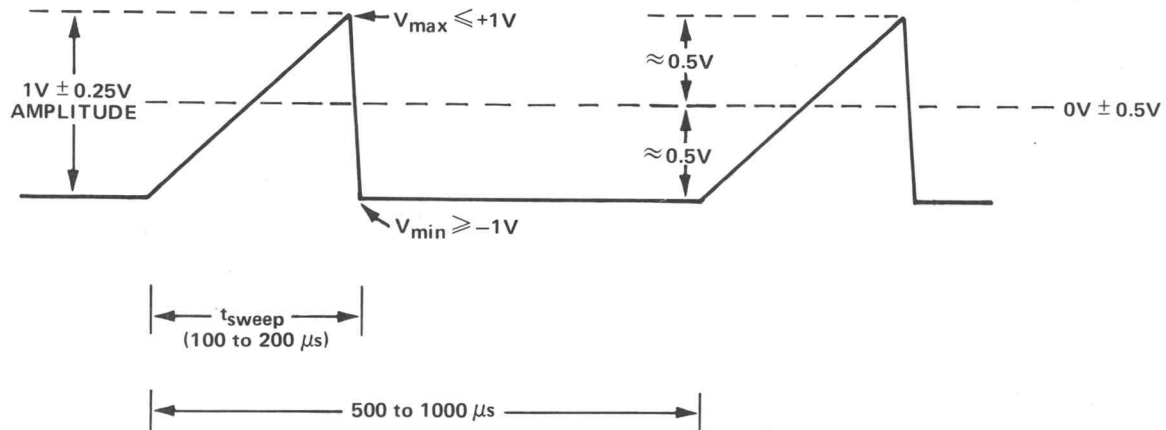 V_max ≤ +1V
1V ± 0.25V
AMPLITUDE
≈ 0.5V
0V ± 0.5V
≈ 0.5V
V_min ≥ −1V
t_sweep
(100 to 200 μs)
500 to 1000 μs